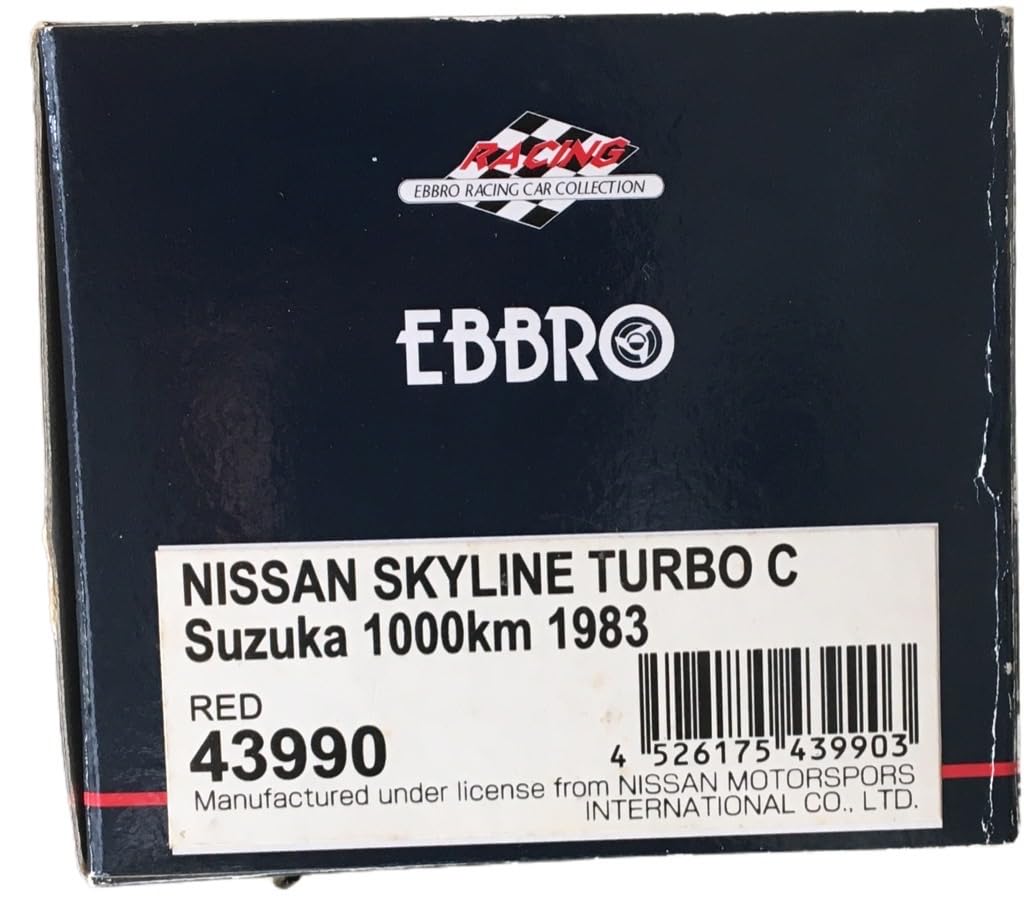 RACING
EBBRO RACING CAR COLLECTION
EBBRO
NISSAN SKYLINE TURBO C
Suzuka 1000km 1983
RED
43990
4 526175 439903
Manufactured under license from NISSAN MOTORSPORS
INTERNATIONAL CO., LTD.